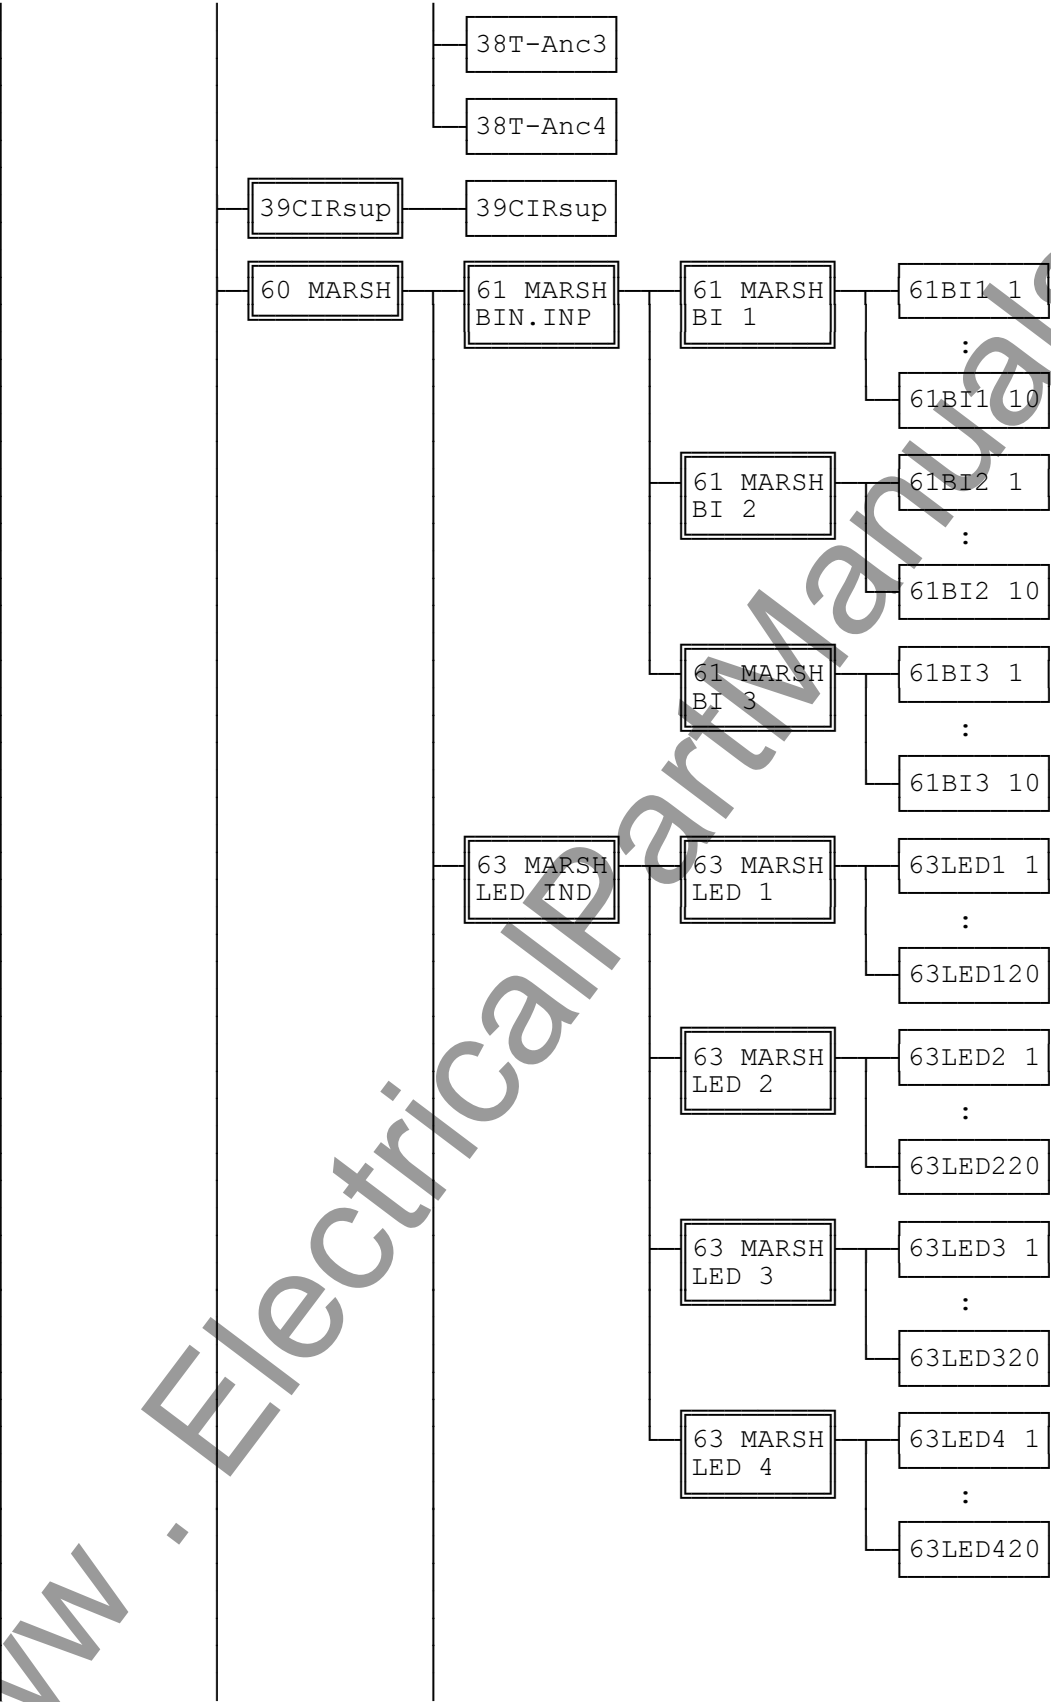 38T-Anc3
38T-Anc4
39CIRsup 39CIRsup
60 MARSH 61 MARSH 61 MARSH 61BI1 1
BIN.INP BI 1
:
61BI1 10
61 MARSH 61BI2 1
BI 2
:
61BI2 10
61 MARSH 61BI3 1
BI 3
:
61BI3 10
63 MARSH 63 MARSH 63LED1 1
LED IND LED 1
:
63LED120
63 MARSH 63LED2 1
LED 2
:
63LED220
63 MARSH 63LED3 1
LED 3
:
63LED320
63 MARSH 63LED4 1
LED 4
:
63LED420
w . ElectricalPartManuals